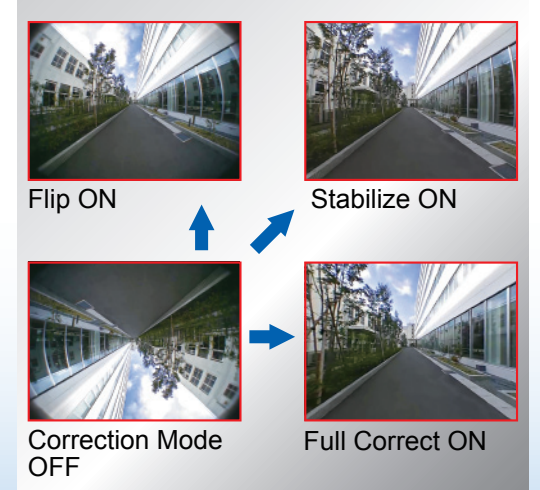 Flip ON
Stabilize ON
Correction Mode
OFF
Full Correct ON